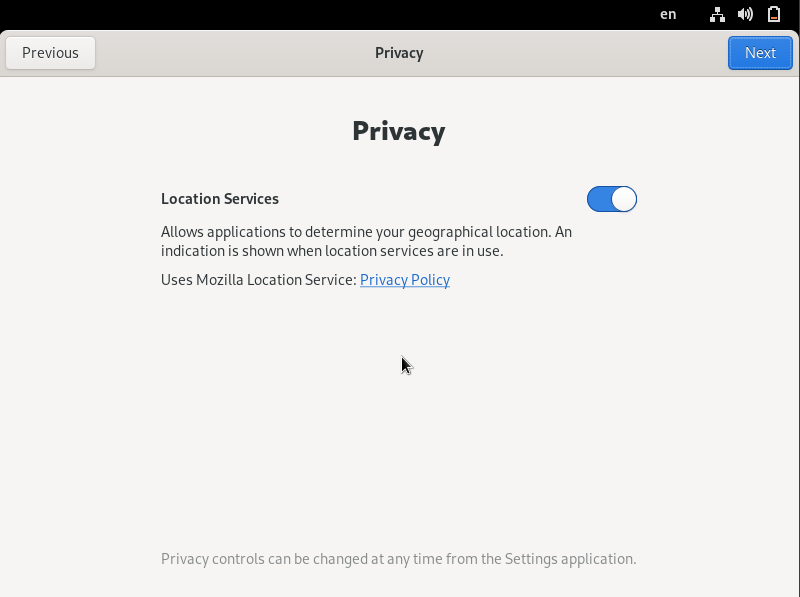 en
Previous
Privacy
Next
Privacy
Location Services
Allows applications to determine your geographical location. An
indication is shown when location services are in use.
Uses Mozilla Location Service: Privacy Policy
Privacy controls can be changed at any time from the Settings application.